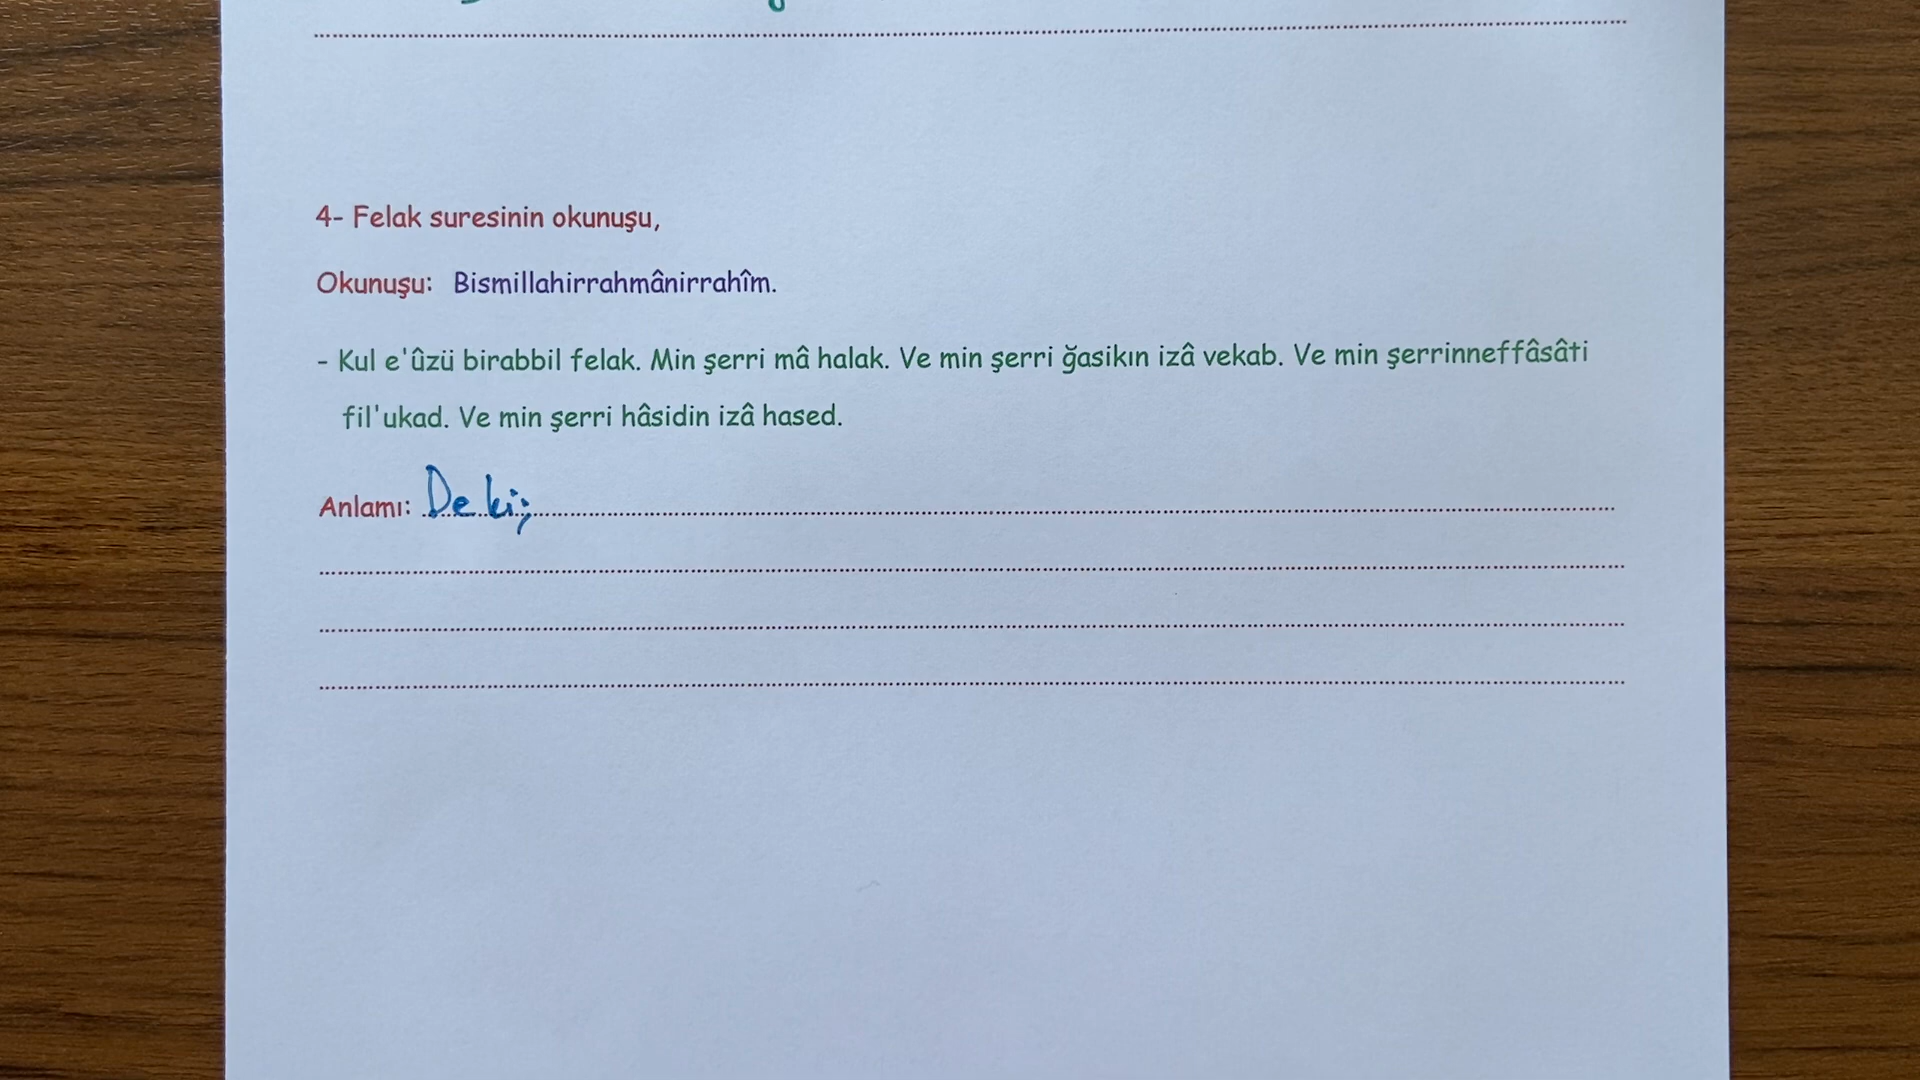 4- Felak suresinin okunuşu,
Okunuşu: Bismillahirrahmânirrahîm.
- Kul e'ûzü birabbil felak. Min şerri mâ halak. Ve min şerri ğasikın izâ vekab. Ve min şerrinneffâsâti
fil'ukad. Ve min şerri hâsidin izâ hased.
Anlamı: De ki;